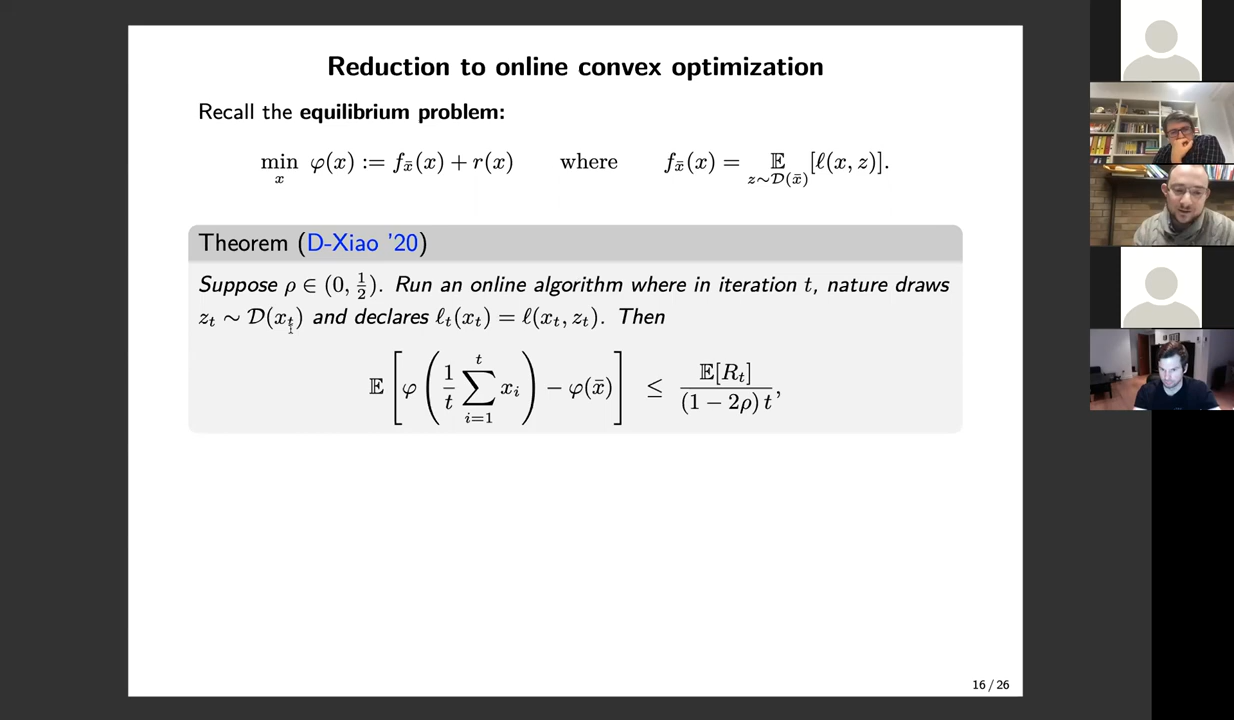 Reduction to online convex optimization
Recall the equilibrium problem:
min_x φ(x) := f_x̄(x) + r(x) where f_x̄(x) = 𝔼_{z∼𝒟(x̄)} [ℓ(x, z)].
Theorem (D-Xiao '20)
Suppose ρ ∈ (0, 1/2). Run an online algorithm where in iteration t, nature draws
z_t ∼ 𝒟(x_t) and declares ℓ_t(x_t) = ℓ(x_t, z_t). Then
𝔼 [ φ ( 1/t ∑_{i=1}^{t} x_i ) − φ(x̄) ] ≤ 𝔼[R_t] / ((1 − 2ρ) t),
16 / 26